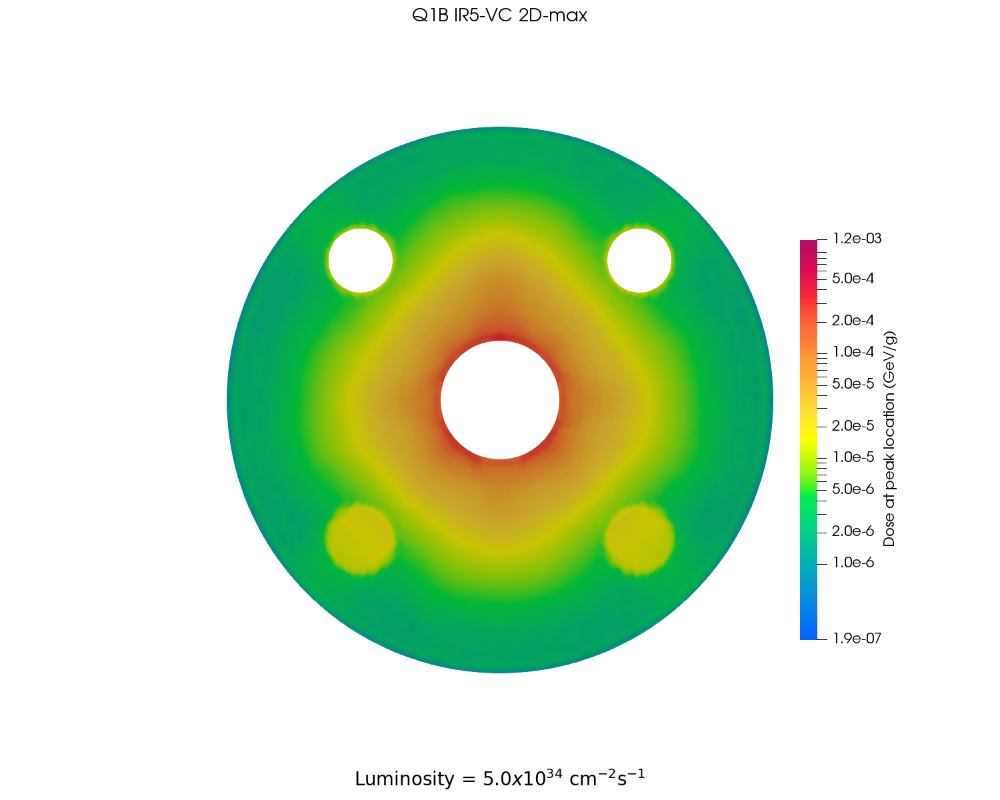 Q1B IR5-VC 2D-max
1.2e-03
5.0e-4
2.0e-4
1.0e-4
5.0e-5
2.0e-5
1.0e-5
5.0e-6
2.0e-6
1.0e-6
1.9e-07
Dose at peak location (GeV/g)
Luminosity = 5.0x10³⁴ cm⁻²s⁻¹